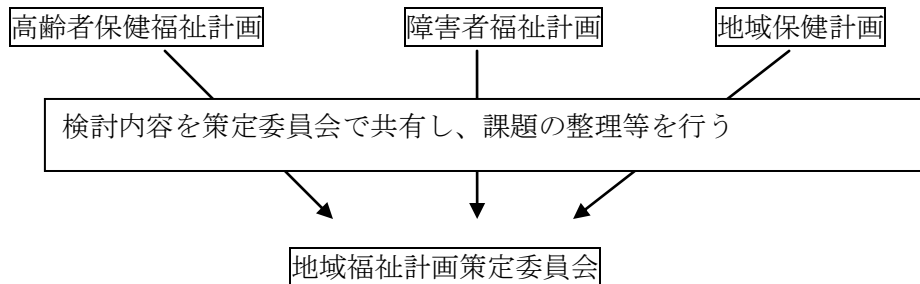 高齢者保健福祉計画
障害者福祉計画
地域保健計画
検討内容を策定委員会で共有し、課題の整理等を行う
地域福祉計画策定委員会